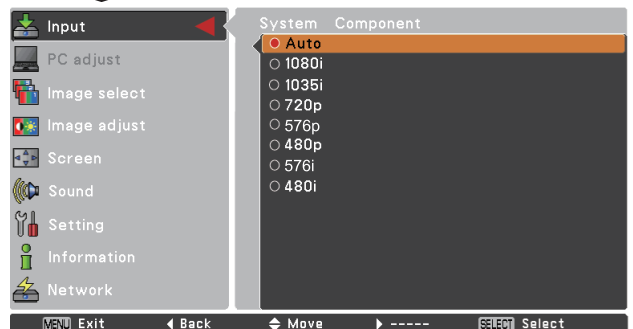 Input
PC adjust
Image select
Image adjust
Screen
Sound
Setting
Information
Network
System Component
Auto
1080i
1035i
720p
576p
480p
576i
480i
MENU Exit Back Move ----- SELECT Select